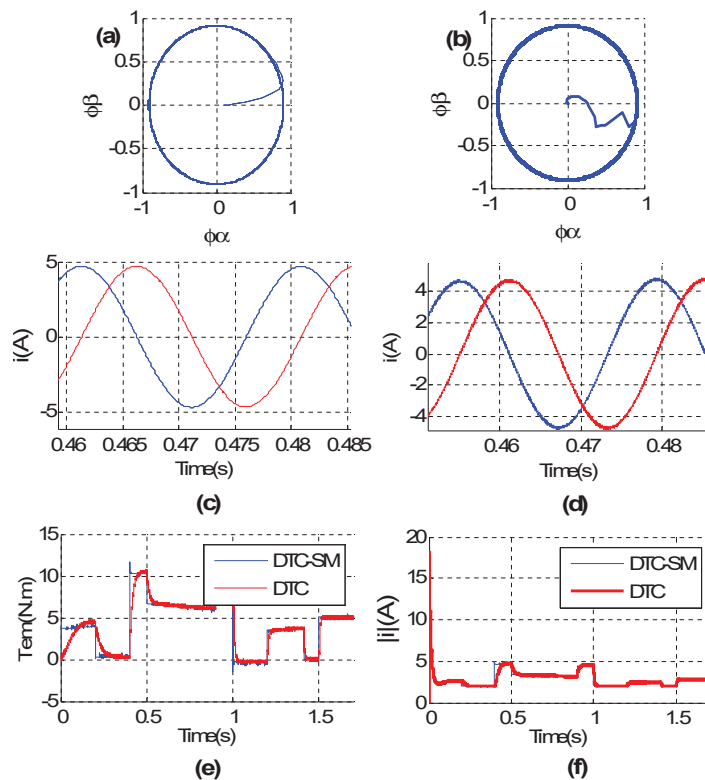 (a)
1
0.5
0
-0.5
-1
-1
0
1
ϕβ
ϕα
(b)
1
0.5
0
-0.5
-1
-1
0
1
ϕβ
ϕα
5
0
-5
i(A)
0.46
0.465
0.47
0.475
0.48
0.485
Time(s)
(c)
4
2
0
-2
-4
i(A)
0.46
0.47
0.48
Time(s)
(d)
15
10
5
0
-5
Tem(N.m)
DTC-SM
DTC
0
0.5
1
1.5
Time(s)
(e)
20
15
10
5
0
|i|(A)
DTC-SM
DTC
0
0.5
1
1.5
Time(s)
(f)